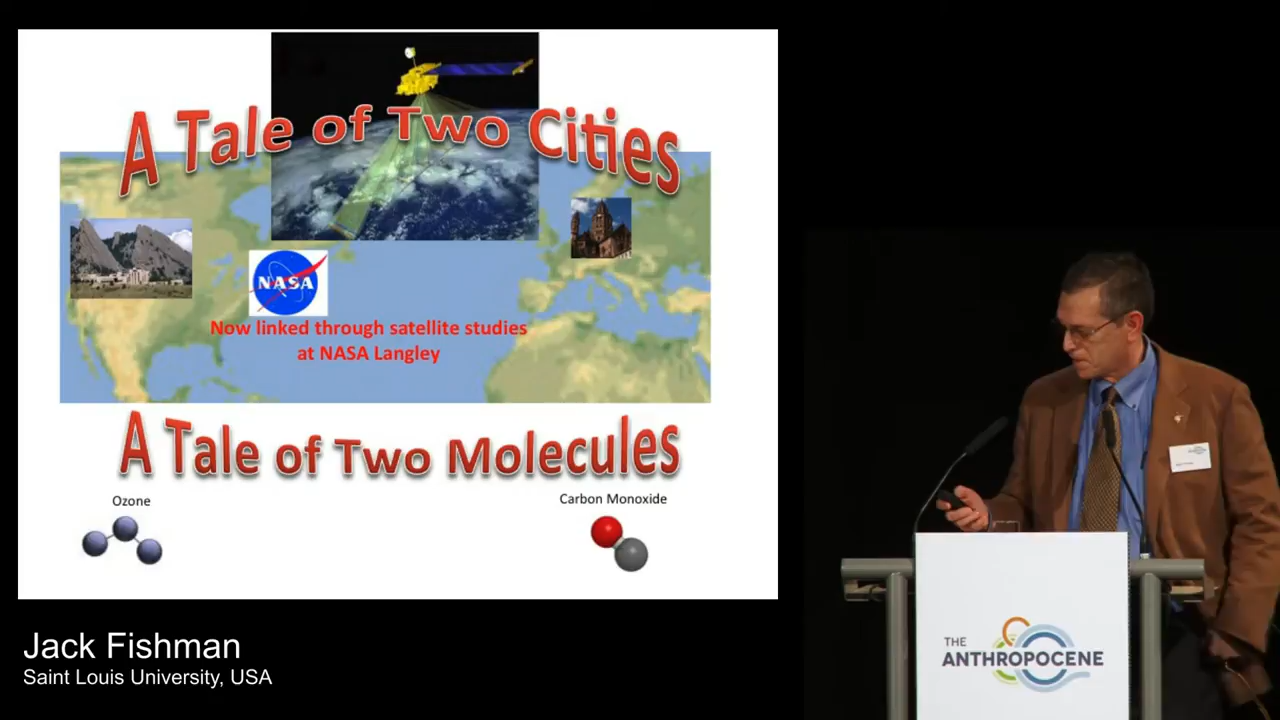 A Tale of Two Cities
NASA
Now linked through satellite studies
at NASA Langley
A Tale of Two Molecules
Ozone
Carbon Monoxide
Jack Fishman
Saint Louis University, USA
THE
ANTHROPOCENE